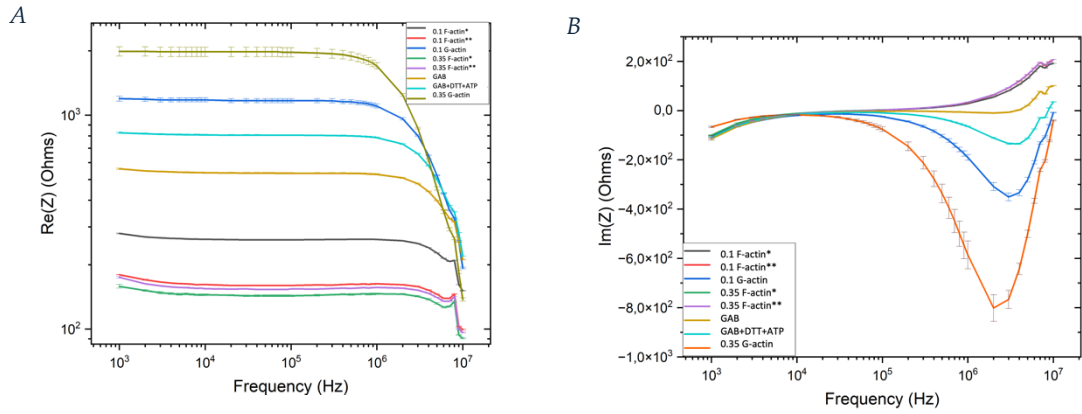 A
Re(Z) (Ohms)
10³
10²
10³
10⁴
10⁵
10⁶
10⁷
Frequency (Hz)
0.1 F-actin*
0.1 F-actin**
0.1 G-actin
0.35 F-actin*
0.35 F-actin**
GAB
GAB+DTT+ATP
0.35 G-actin
B
Im(Z) (Ohms)
2,0×10²
0,0
−2,0×10²
−4,0×10²
−6,0×10²
−8,0×10²
−1,0×10³
10³
10⁴
10⁵
10⁶
10⁷
Frequency (Hz)
0.1 F-actin*
0.1 F-actin**
0.1 G-actin
0.35 F-actin*
0.35 F-actin**
GAB
GAB+DTT+ATP
0.35 G-actin